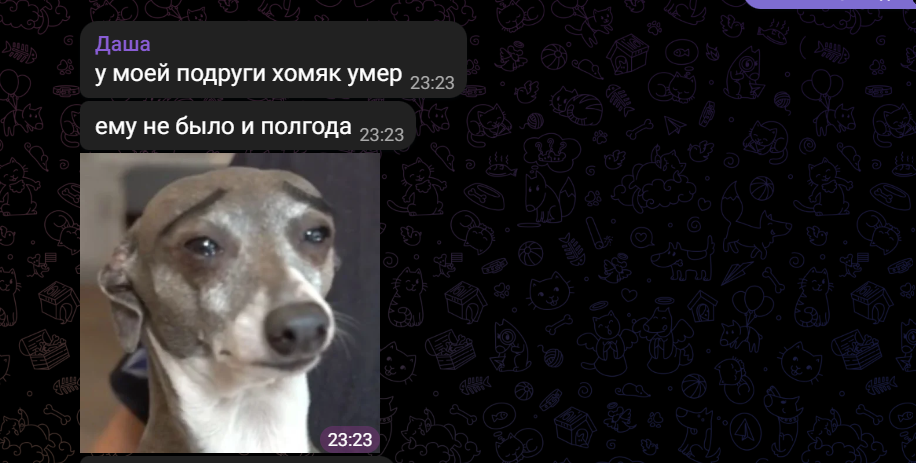 Даша
у моей подруги хомяк умер 23:23
ему не было и полгода 23:23
23:23